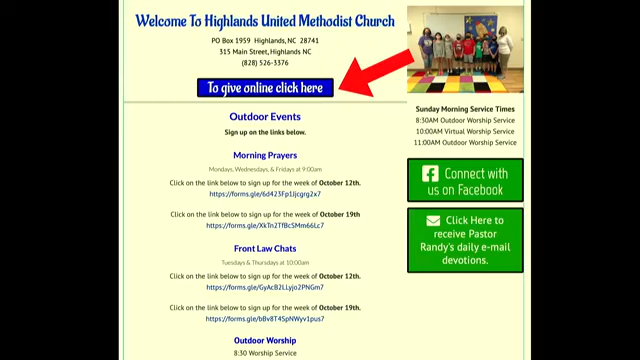 Welcome To Highlands United Methodist Church
PO Box 1959 Highlands, NC 28741
315 Main Street, Highlands NC
(828) 526-3376
To give online click here
Outdoor Events
Sign up on the links below.
Morning Prayers
Mondays, Wednesdays, & Fridays at 9:00am
Click on the link below to sign up for the week of October 12th.
https://forms.gle/6d423Fp1Jjcgrg2x7
Click on the link below to sign up for the week of October 19th
https://forms.gle/XkTn2TfBcSMm66Lc7
Front Law Chats
Tuesdays & Thursdays at 10:00am
Click on the link below to sign up for the week of October 12th.
https://forms.gle/GyAcB2LLyjo2PNGm7
Click on the link below to sign up for the week of October 19th.
https://forms.gle/bBv8T4SpNWyv1pus7
Outdoor Worship
8:30 Worship Service
Sunday Morning Service Times
8:30AM Outdoor Worship Service
10:00AM Virtual Worship Service
11:00AM Outdoor Worship Service
Connect with
us on Facebook
Click Here to
receive Pastor
Randy's daily e-mail
devotions.